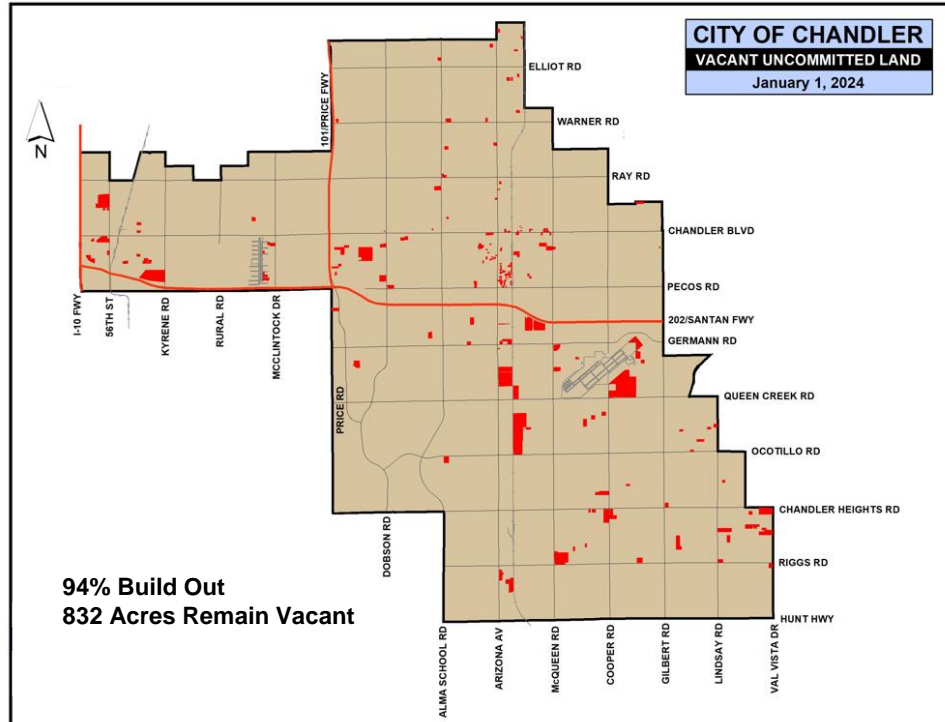 CITY OF CHANDLER
VACANT UNCOMMITTED LAND
January 1, 2024
N
101/PRICE FWY
ELLIOT RD
WARNER RD
RAY RD
CHANDLER BLVD
PECOS RD
202/SANTAN FWY
GERMANN RD
QUEEN CREEK RD
OCOTILLO RD
CHANDLER HEIGHTS RD
RIGGS RD
HUNT HWY
I-10 FWY
56TH ST
KYRENE RD
RURAL RD
MCCLINTOCK DR
PRICE RD
DOBSON RD
ALMA SCHOOL RD
ARIZONA AV
McQUEEN RD
COOPER RD
GILBERT RD
LINDSAY RD
VAL VISTA DR
94% Build Out
832 Acres Remain Vacant